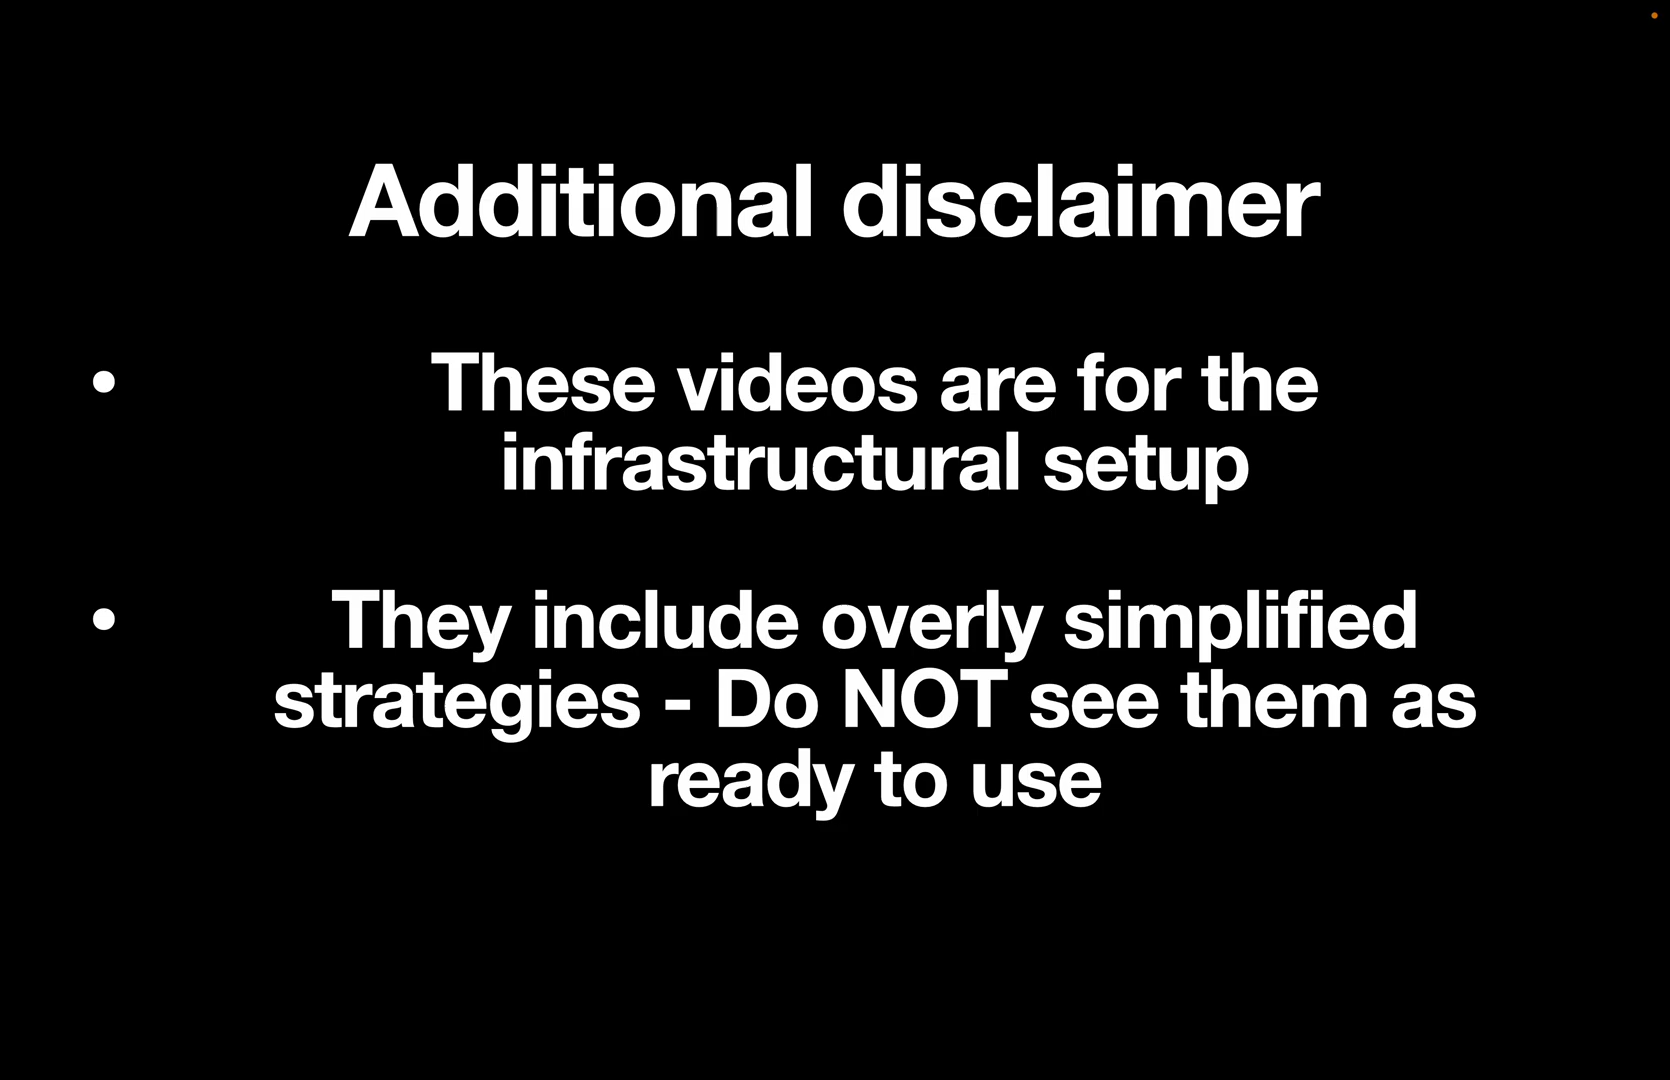 Additional disclaimer
• These videos are for the
infrastructural setup
• They include overly simplified
strategies - Do NOT see them as
ready to use